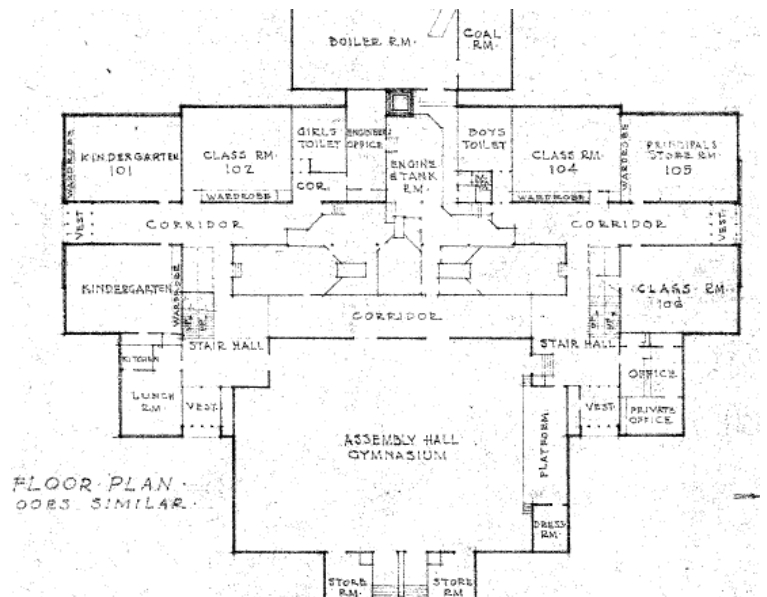 BOILER RM.
COAL
RM.
KINDERGARTEN
101
WARDROBE
CLASS RM.
102
WARDROBE
GIRLS
TOILET
COR.
ENGINEERS
OFFICE
ENGINE
& TANK
RM.
BOYS
TOILET
CLASS RM.
104
WARDROBE
WARDROBE
PRINCIPALS
STORE RM.
105
VEST.
CORRIDOR
CORRIDOR
VEST.
KINDERGARTEN
WARDROBE
CLASS RM.
106
CORRIDOR
UP
UP
STAIR HALL
STAIR HALL
KITCHEN
LUNCH
RM.
VEST.
OFFICE
PRIVATE
OFFICE
VEST.
ASSEMBLY HALL
GYMNASIUM
PLATFORM
DRESS.
RM.
FLOOR PLAN.
OOES SIMILAR.
STORE
RM.
STORE
RM.